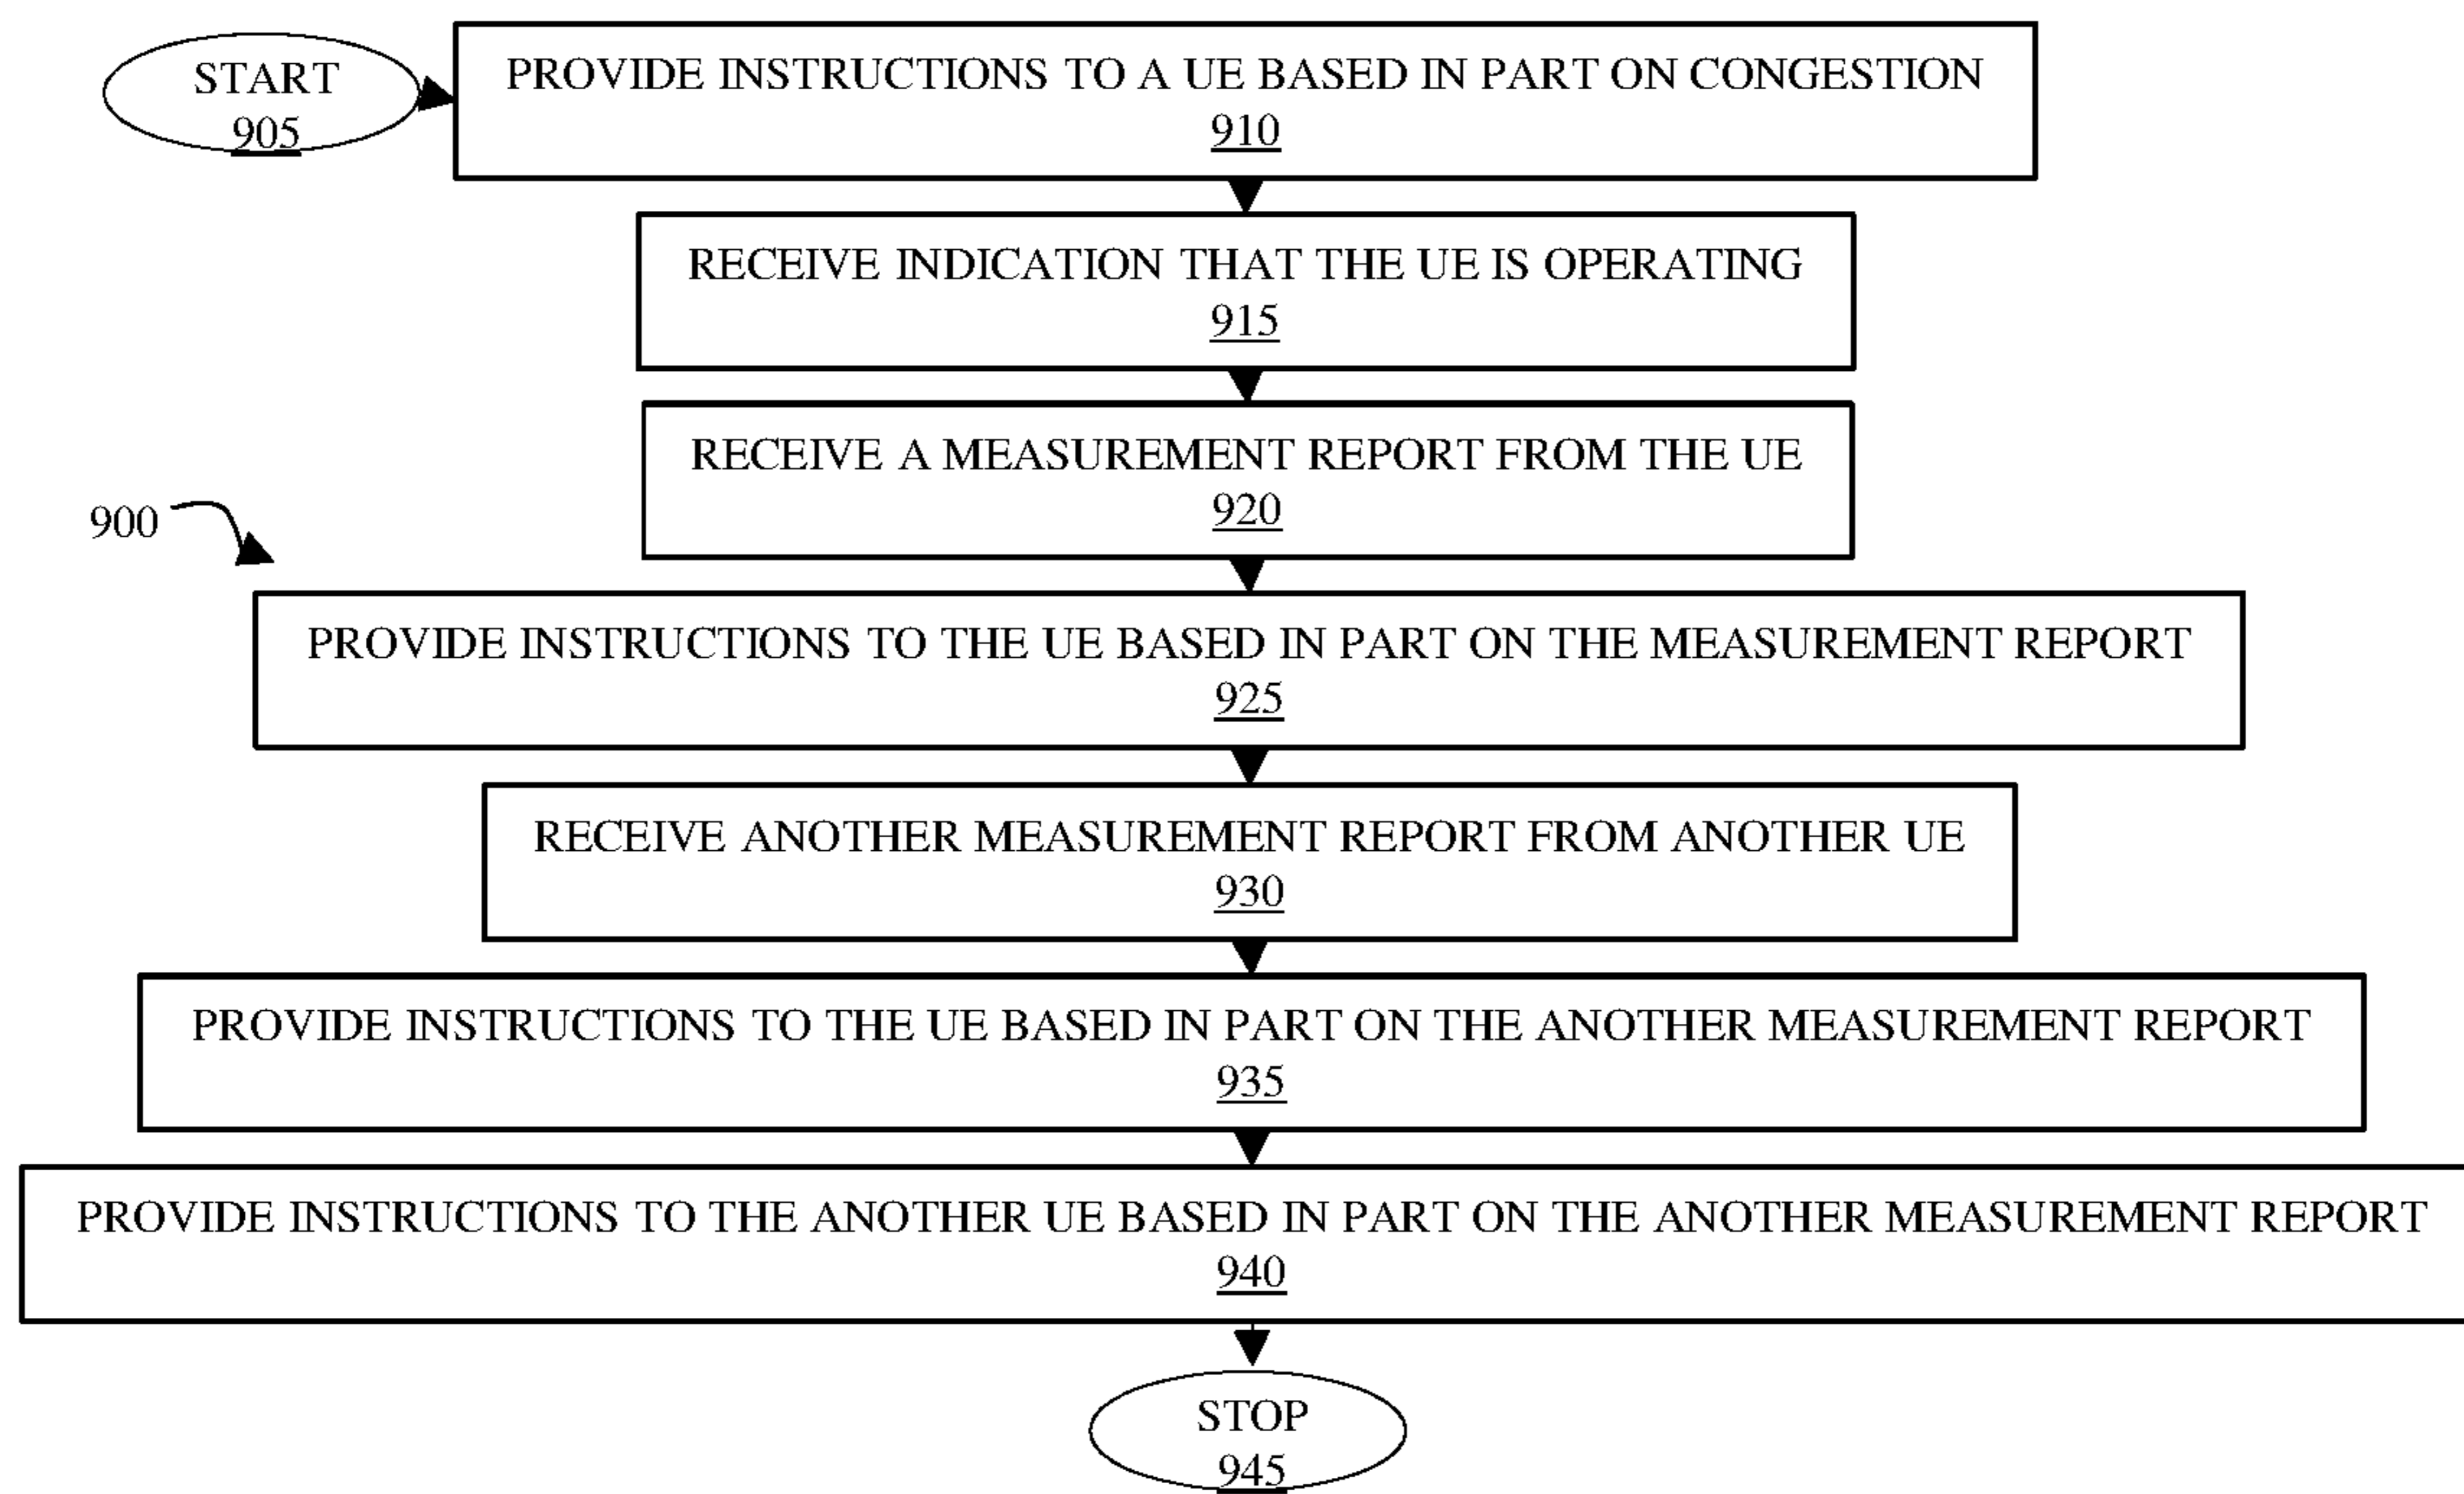 START
905
PROVIDE INSTRUCTIONS TO A UE BASED IN PART ON CONGESTION
910
RECEIVE INDICATION THAT THE UE IS OPERATING
915
RECEIVE A MEASUREMENT REPORT FROM THE UE
920
900
PROVIDE INSTRUCTIONS TO THE UE BASED IN PART ON THE MEASUREMENT REPORT
925
RECEIVE ANOTHER MEASUREMENT REPORT FROM ANOTHER UE
930
PROVIDE INSTRUCTIONS TO THE UE BASED IN PART ON THE ANOTHER MEASUREMENT REPORT
935
PROVIDE INSTRUCTIONS TO THE ANOTHER UE BASED IN PART ON THE ANOTHER MEASUREMENT REPORT
940
STOP
945